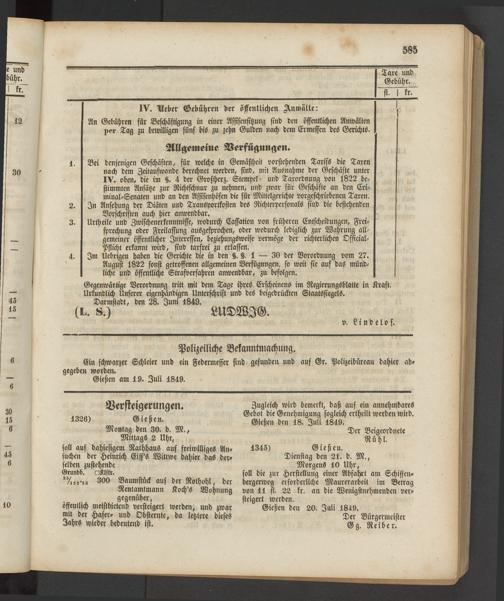 585
Taxe und
Gebühr.
fl. | kr.
IV. Ueber Gebühren der öffentlichen Anwälte:
An Gebühren für Beschäftigung in einer Assisensitzung sind den öffentlichen Anwälten
per Tag zu bewilligen fünf bis zu zehn Gulden nach dem Ermessen des Gerichts.
Allgemeine Verfügungen.
1. Bei denjenigen Geschäften, für welche in Gemäßheit vorstehenden Tarifs die Taxen
nach dem Zeitaufwande berechnet werden, sind, mit Ausnahme der Geschäfte unter
IV. oben, die in §. 4 der Großherz. Stempel- und Taxordnung von 1822 be-
stimmten Ansätze zur Richtschnur zu nehmen, und zwar für Geschäfte an den Cri-
minal-Senaten und an den Assisenhöfen die für Mittelgerichte vorgeschriebenen Taxen.
2. In Ansehung der Diäten und Transportkosten des Richterpersonals sind die bestehenden
Vorschriften auch hier anwendbar.
3. Urtheile und Zwischenerkenntnisse, wodurch Cassation von früheren Entscheidungen, Frei-
sprechung oder Freilassung ausgesprochen, oder wodurch lediglich zur Wahrung all-
gemeiner öffentlicher Interessen, beziehungsweise vermöge der richterlichen Official-
Pflicht erkannt wird, sind taxfrei zu erlassen.
4. Im Uebrigen haben die Gerichte die in den §. §. 1 — 30 der Verordnung vom 27.
August 1822 sonst getroffenen allgemeinen Verfügungen, so weit sie auf das münd-
liche und öffentliche Strafverfahren anwendbar, zu befolgen.
Gegenwärtige Verordnung tritt mit dem Tage ihres Erscheinens im Regierungsblatte in Kraft.
Urkundlich Unserer eigenhändigen Unterschrift und des beigedrückten Staatssiegels.
Darmstadt, den 28. Juni 1849.
(L. S.) LUDWIG.
v. Lindelof.
Polizeiliche Bekanntmachung.
Ein schwarzer Schleier und ein Federmesser sind gefunden und auf Gr. Polizeibüreau dahier ab-
gegeben worden.
Gießen am 19. Juli 1849.
Versteigerungen.
1326) Gießen.
Montag den 30. d. M.,
Mittags 2 Uhr,
soll auf dahiesigem Rathhaus auf freiwilliges An-
suchen der Heinrich Eiff's Wittwe dahier das der-
selben zustehende
Grundb.
300 Baumstück auf der Rothohl, der
Rentamtmann Koch's Wohnung
gegenüber,
öffentlich meistbietend versteigert werden, und zwar
mit der Hafer- und Obsternte, da letztere dieses
Jahrs wieder bedeutend ist.
Zugleich wird bemerkt, daß auf ein annehmbares
Gebot die Genehmigung sogleich ertheilt werden wird.
Gießen den 18. Juli 1849.
Der Beigeordnete
Rühl.
1345) Gießen.
Dienstag den 21. d. M.,
Morgens 10 Uhr,
soll die zur Herstellung einer Abfahrt am Schiffen-
bergerweg erforderliche Maurerarbeit im Betrag
von 11 fl. 22 kr. an die Wenigstnehmenden ver-
steigert werden.
Gießen den 20. Juli 1849.
Der Bürgermeister
Gg. Reiber.